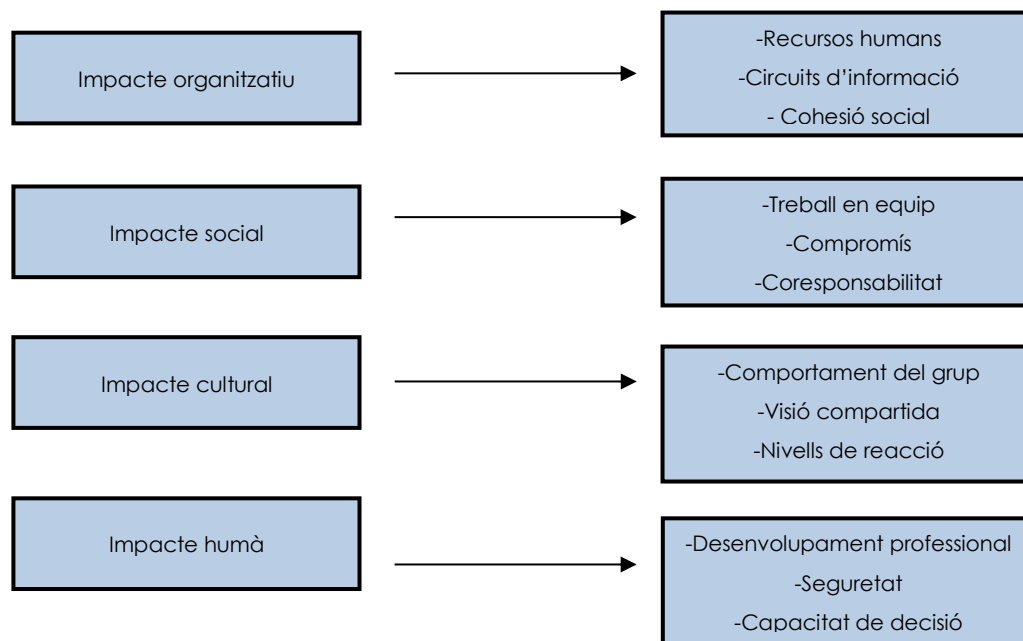 Impacte organitzatiu
-Recursos humans
-Circuits d’informació
- Cohesió social
Impacte social
-Treball en equip
-Compromís
-Coresponsabilitat
Impacte cultural
-Comportament del grup
-Visió compartida
-Nivells de reacció
Impacte humà
-Desenvolupament professional
-Seguretat
-Capacitat de decisió